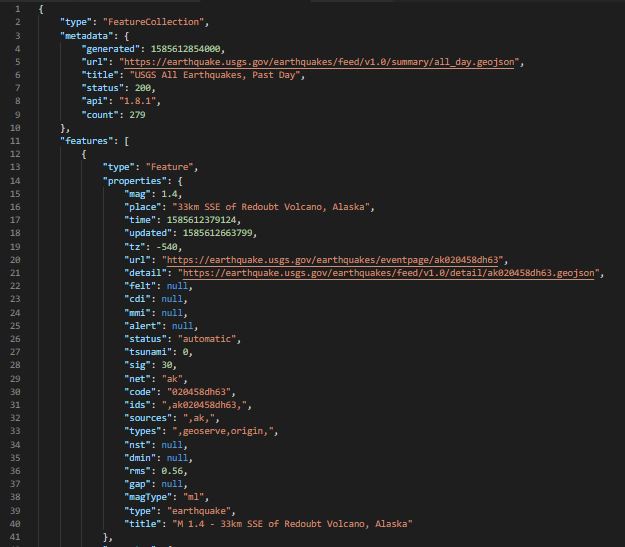 1 {
2 "type": "FeatureCollection",
3 "metadata": {
4 "generated": 1585612854000,
5 "url": "https://earthquake.usgs.gov/earthquakes/feed/v1.0/summary/all_day.geojson",
6 "title": "USGS All Earthquakes, Past Day",
7 "status": 200,
8 "api": "1.8.1",
9 "count": 279
10 },
11 "features": [
12 {
13 "type": "Feature",
14 "properties": {
15 "mag": 1.4,
16 "place": "33km SSE of Redoubt Volcano, Alaska",
17 "time": 1585612379124,
18 "updated": 1585612663799,
19 "tz": -540,
20 "url": "https://earthquake.usgs.gov/earthquakes/eventpage/ak020458dh63",
21 "detail": "https://earthquake.usgs.gov/earthquakes/feed/v1.0/detail/ak020458dh63.geojson",
22 "felt": null,
23 "cdi": null,
24 "mmi": null,
25 "alert": null,
26 "status": "automatic",
27 "tsunami": 0,
28 "sig": 30,
29 "net": "ak",
30 "code": "020458dh63",
31 "ids": ",ak020458dh63,",
32 "sources": ",ak,",
33 "types": ",geoserve,origin,",
34 "nst": null,
35 "dmin": null,
36 "rms": 0.56,
37 "gap": null,
38 "magType": "ml",
39 "type": "earthquake",
40 "title": "M 1.4 - 33km SSE of Redoubt Volcano, Alaska"
41 },